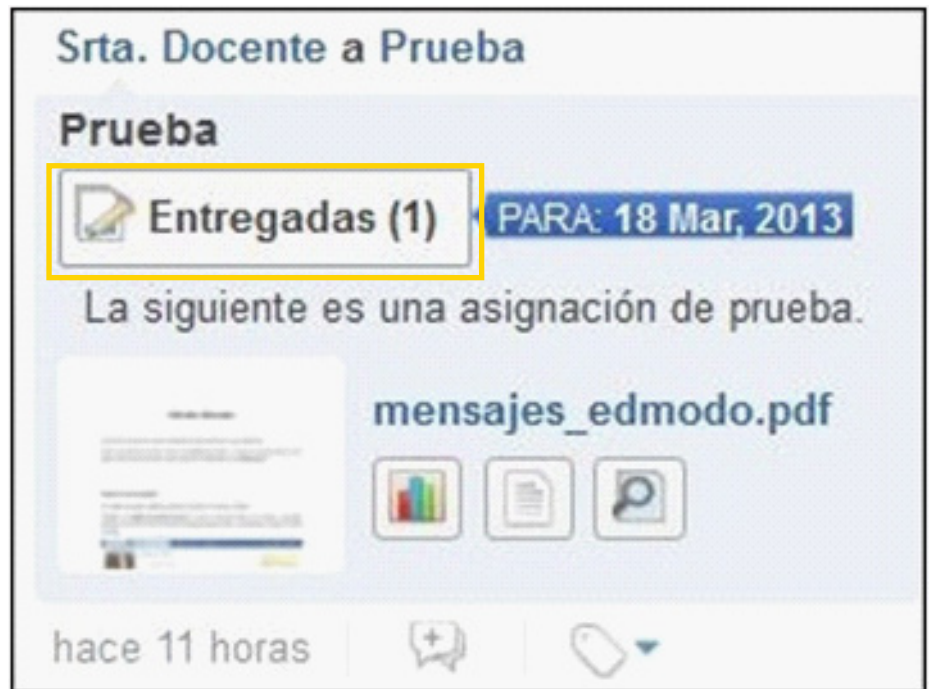 Srta. Docente a Prueba
Prueba
Entregadas (1) PARA: 18 Mar, 2013
La siguiente es una asignación de prueba.
mensajes_edmodo.pdf
hace 11 horas